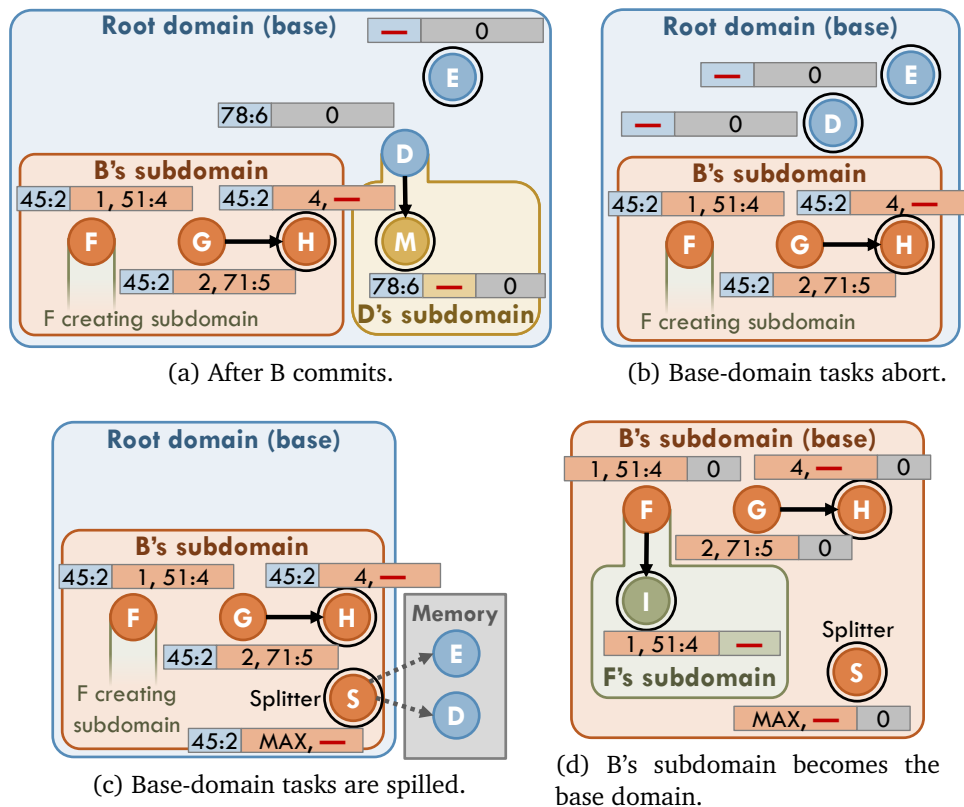 Root domain (base)
— 0
E
78:6 0
D
B's subdomain
45:2 1, 51:4
45:2 4, —
F
G
H
M
45:2 2, 71:5
78:6 — 0
F creating subdomain
D's subdomain
(a) After B commits.
Root domain (base)
— 0
E
— 0
D
B's subdomain
45:2 1, 51:4
45:2 4, —
F
G
H
45:2 2, 71:5
F creating subdomain
(b) Base-domain tasks abort.
Root domain (base)
B's subdomain
45:2 1, 51:4
45:2 4, —
F
G
H
45:2 2, 71:5
F creating
subdomain
Splitter
S
45:2 MAX, —
Memory
E
D
(c) Base-domain tasks are spilled.
B's subdomain (base)
1, 51:4 0
4, — 0
F
G
H
2, 71:5 0
I
1, 51:4 —
F's subdomain
Splitter
S
MAX, — 0
(d) B's subdomain becomes the
base domain.